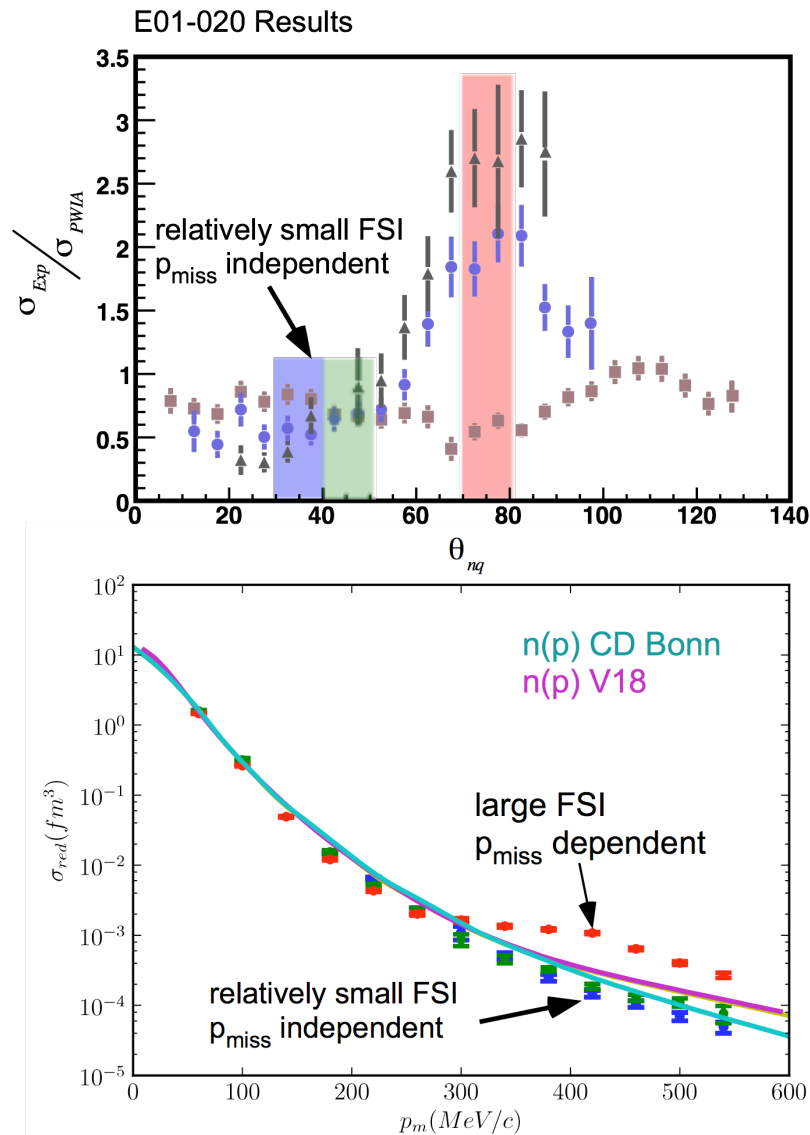 E01-020 Results
3.5
3
2.5
2
1.5
1
0.5
0
σExp/σPWIA
relatively small FSI
pmiss independent
0 20 40 60 80 100 120 140
θnq
10²
10¹
10⁰
10⁻¹
10⁻²
10⁻³
10⁻⁴
10⁻⁵
σred(fm³)
n(p) CD Bonn
n(p) V18
large FSI
pmiss dependent
relatively small FSI
pmiss independent
0 100 200 300 400 500 600
pm(MeV/c)